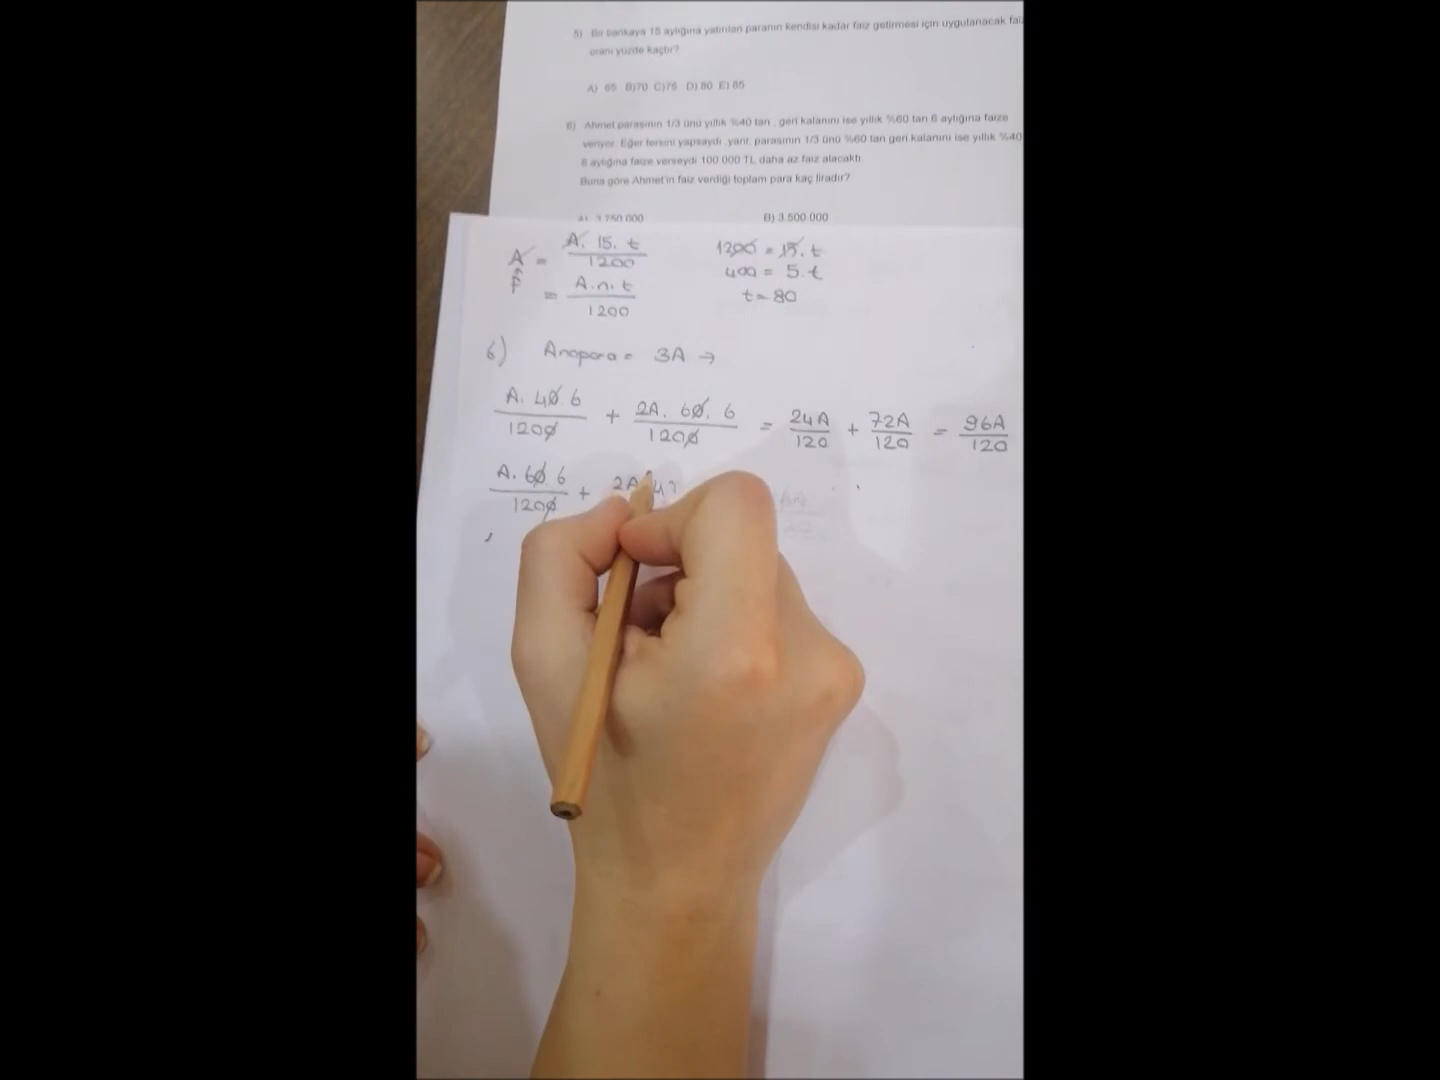 5) Bir bankaya 15 aylığına yatırılan paranın kendisi kadar faiz getirmesi için uygulanacak faiz
oranı yüzde kaçtır?
A) 65 B)70 C)75 D) 80 E) 85
6) Ahmet parasının 1/3 ünü yıllık %40 tan , geri kalanını ise yıllık %60 tan 6 aylığına faize
veriyor. Eğer tersini yapsaydı ,yani, parasının 1/3 ünü %60 tan geri kalanını ise yıllık %40
6 aylığına faize verseydi 100 000 TL daha az faiz alacaktı.
Buna göre Ahmet'in faiz verdiği toplam para kaç liradır?
A) 3 750 000 B) 3 500 000
A = A. 15. t / 1200
F = A.n. t / 1200
1200 = 15. t
400 = 5. t
t = 80
6) Anapara = 3A →
A. 40. 6 / 1200 + 2A. 60. 6 / 1200 = 24A / 120 + 72A / 120 = 96A / 120
A. 60 6 / 1200 + 2A